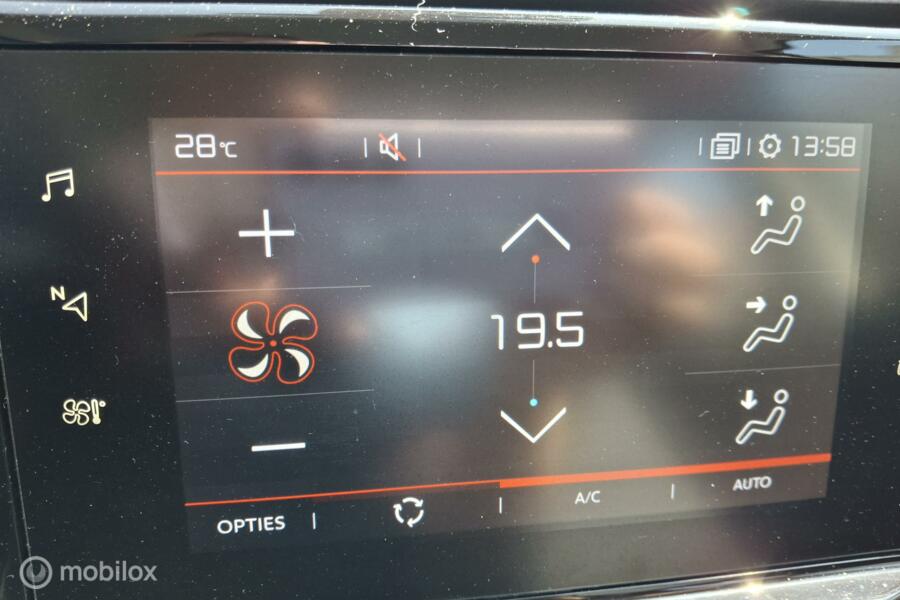 28°C
13:58
N
19.5
OPTIES
A/C
AUTO
mobilox